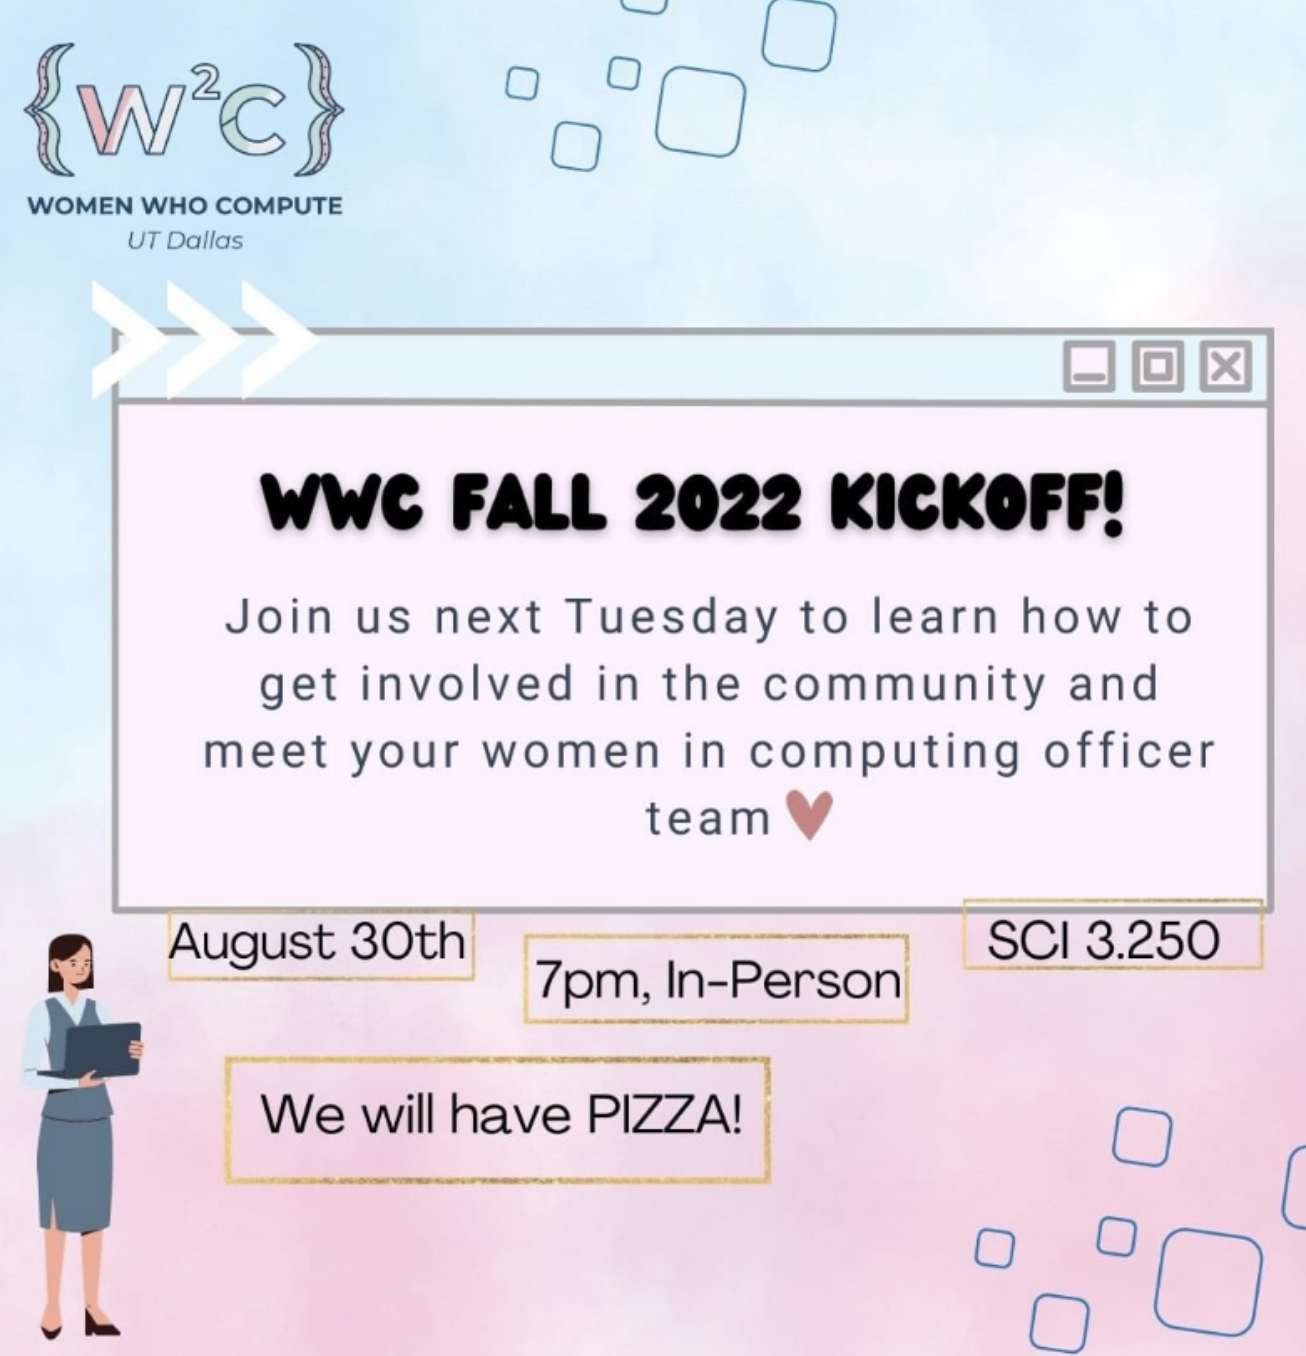 {W²C}
WOMEN WHO COMPUTE
UT Dallas
WWC FALL 2022 KICKOFF!
Join us next Tuesday to learn how to
get involved in the community and
meet your women in computing officer
team
August 30th
7pm, In-Person
SCI 3.250
We will have PIZZA!